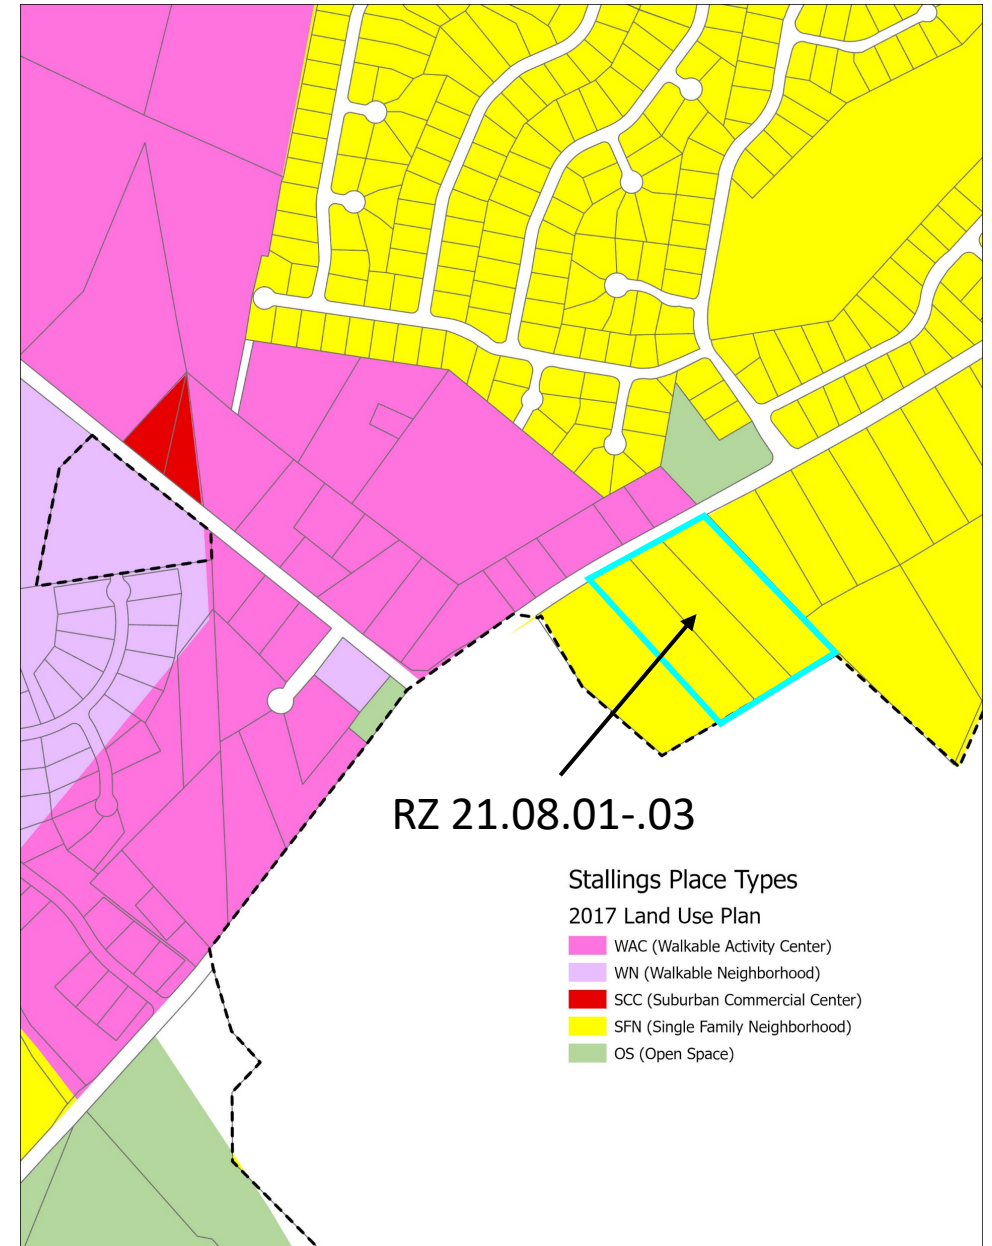 RZ 21.08.01-.03
Stallings Place Types
2017 Land Use Plan
WAC (Walkable Activity Center)
WN (Walkable Neighborhood)
SCC (Suburban Commercial Center)
SFN (Single Family Neighborhood)
OS (Open Space)